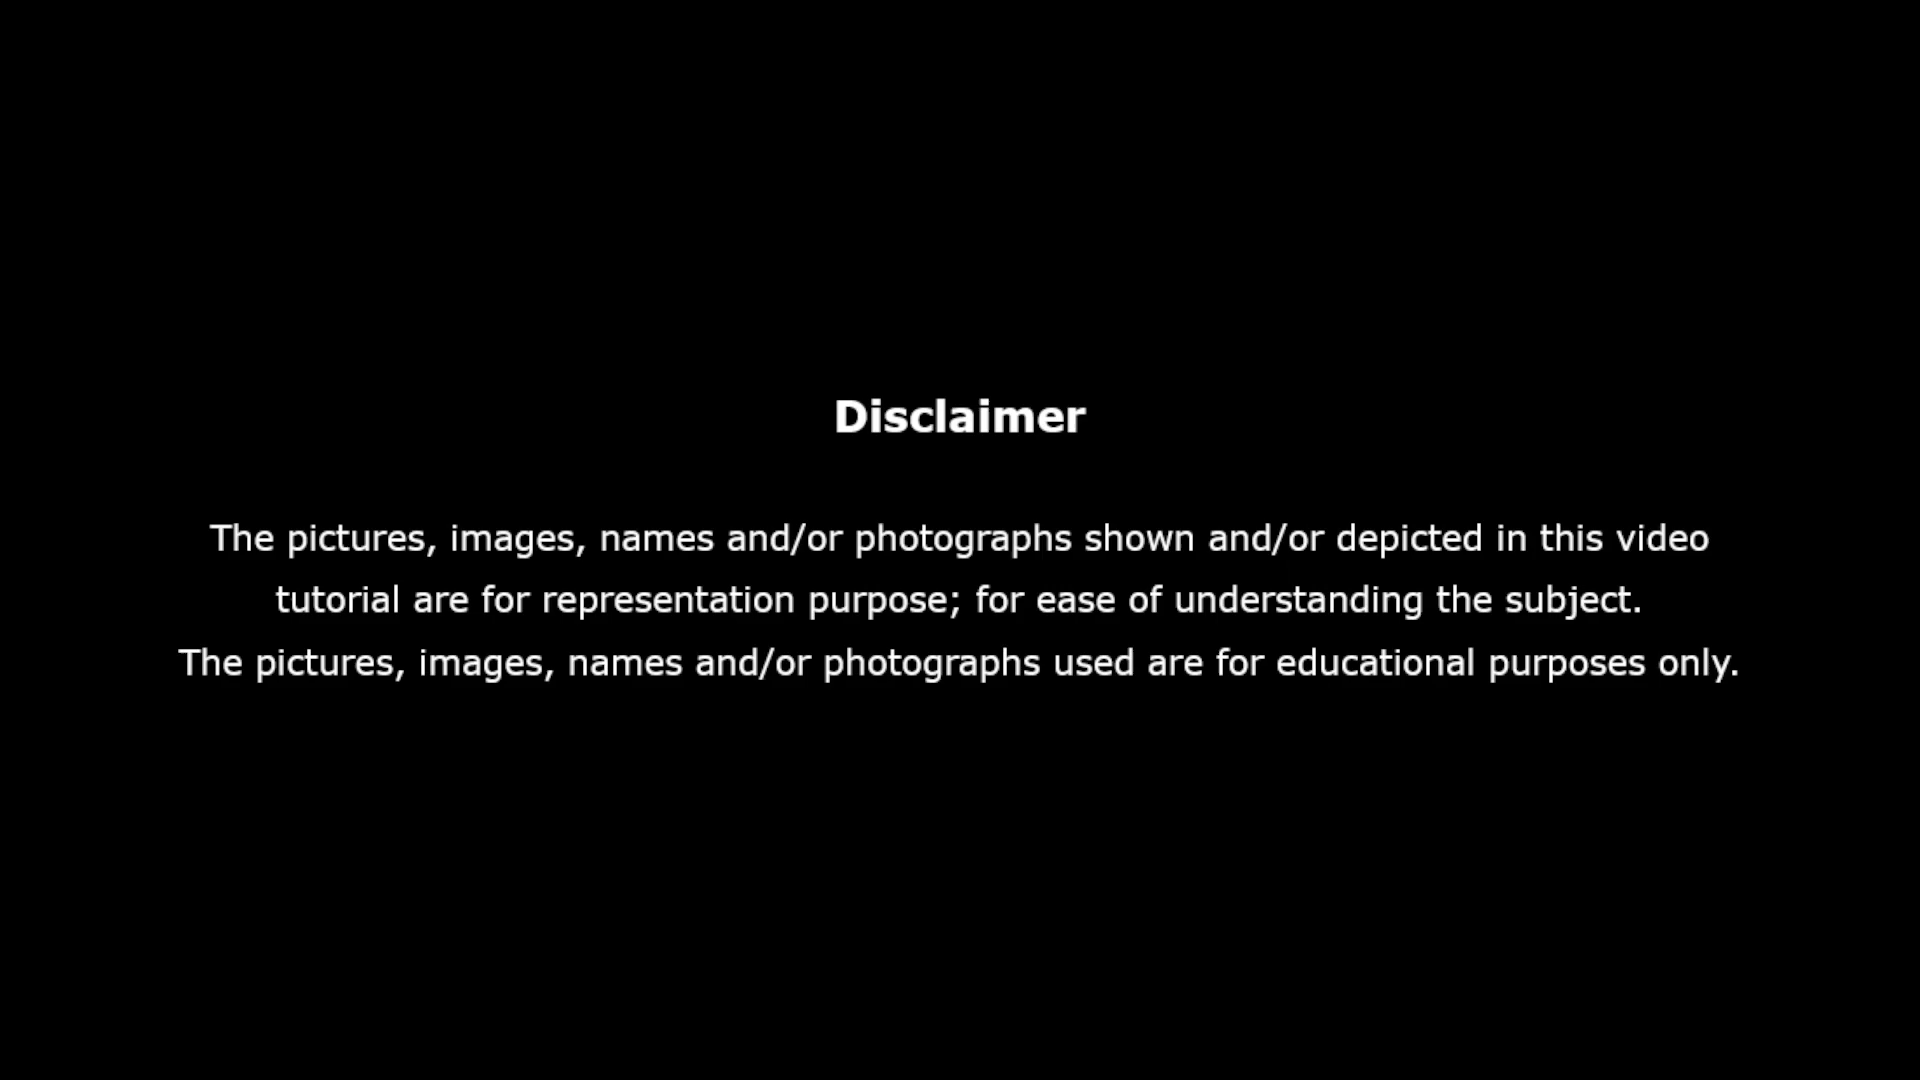 Disclaimer
The pictures, images, names and/or photographs shown and/or depicted in this video
tutorial are for representation purpose; for ease of understanding the subject.
The pictures, images, names and/or photographs used are for educational purposes only.